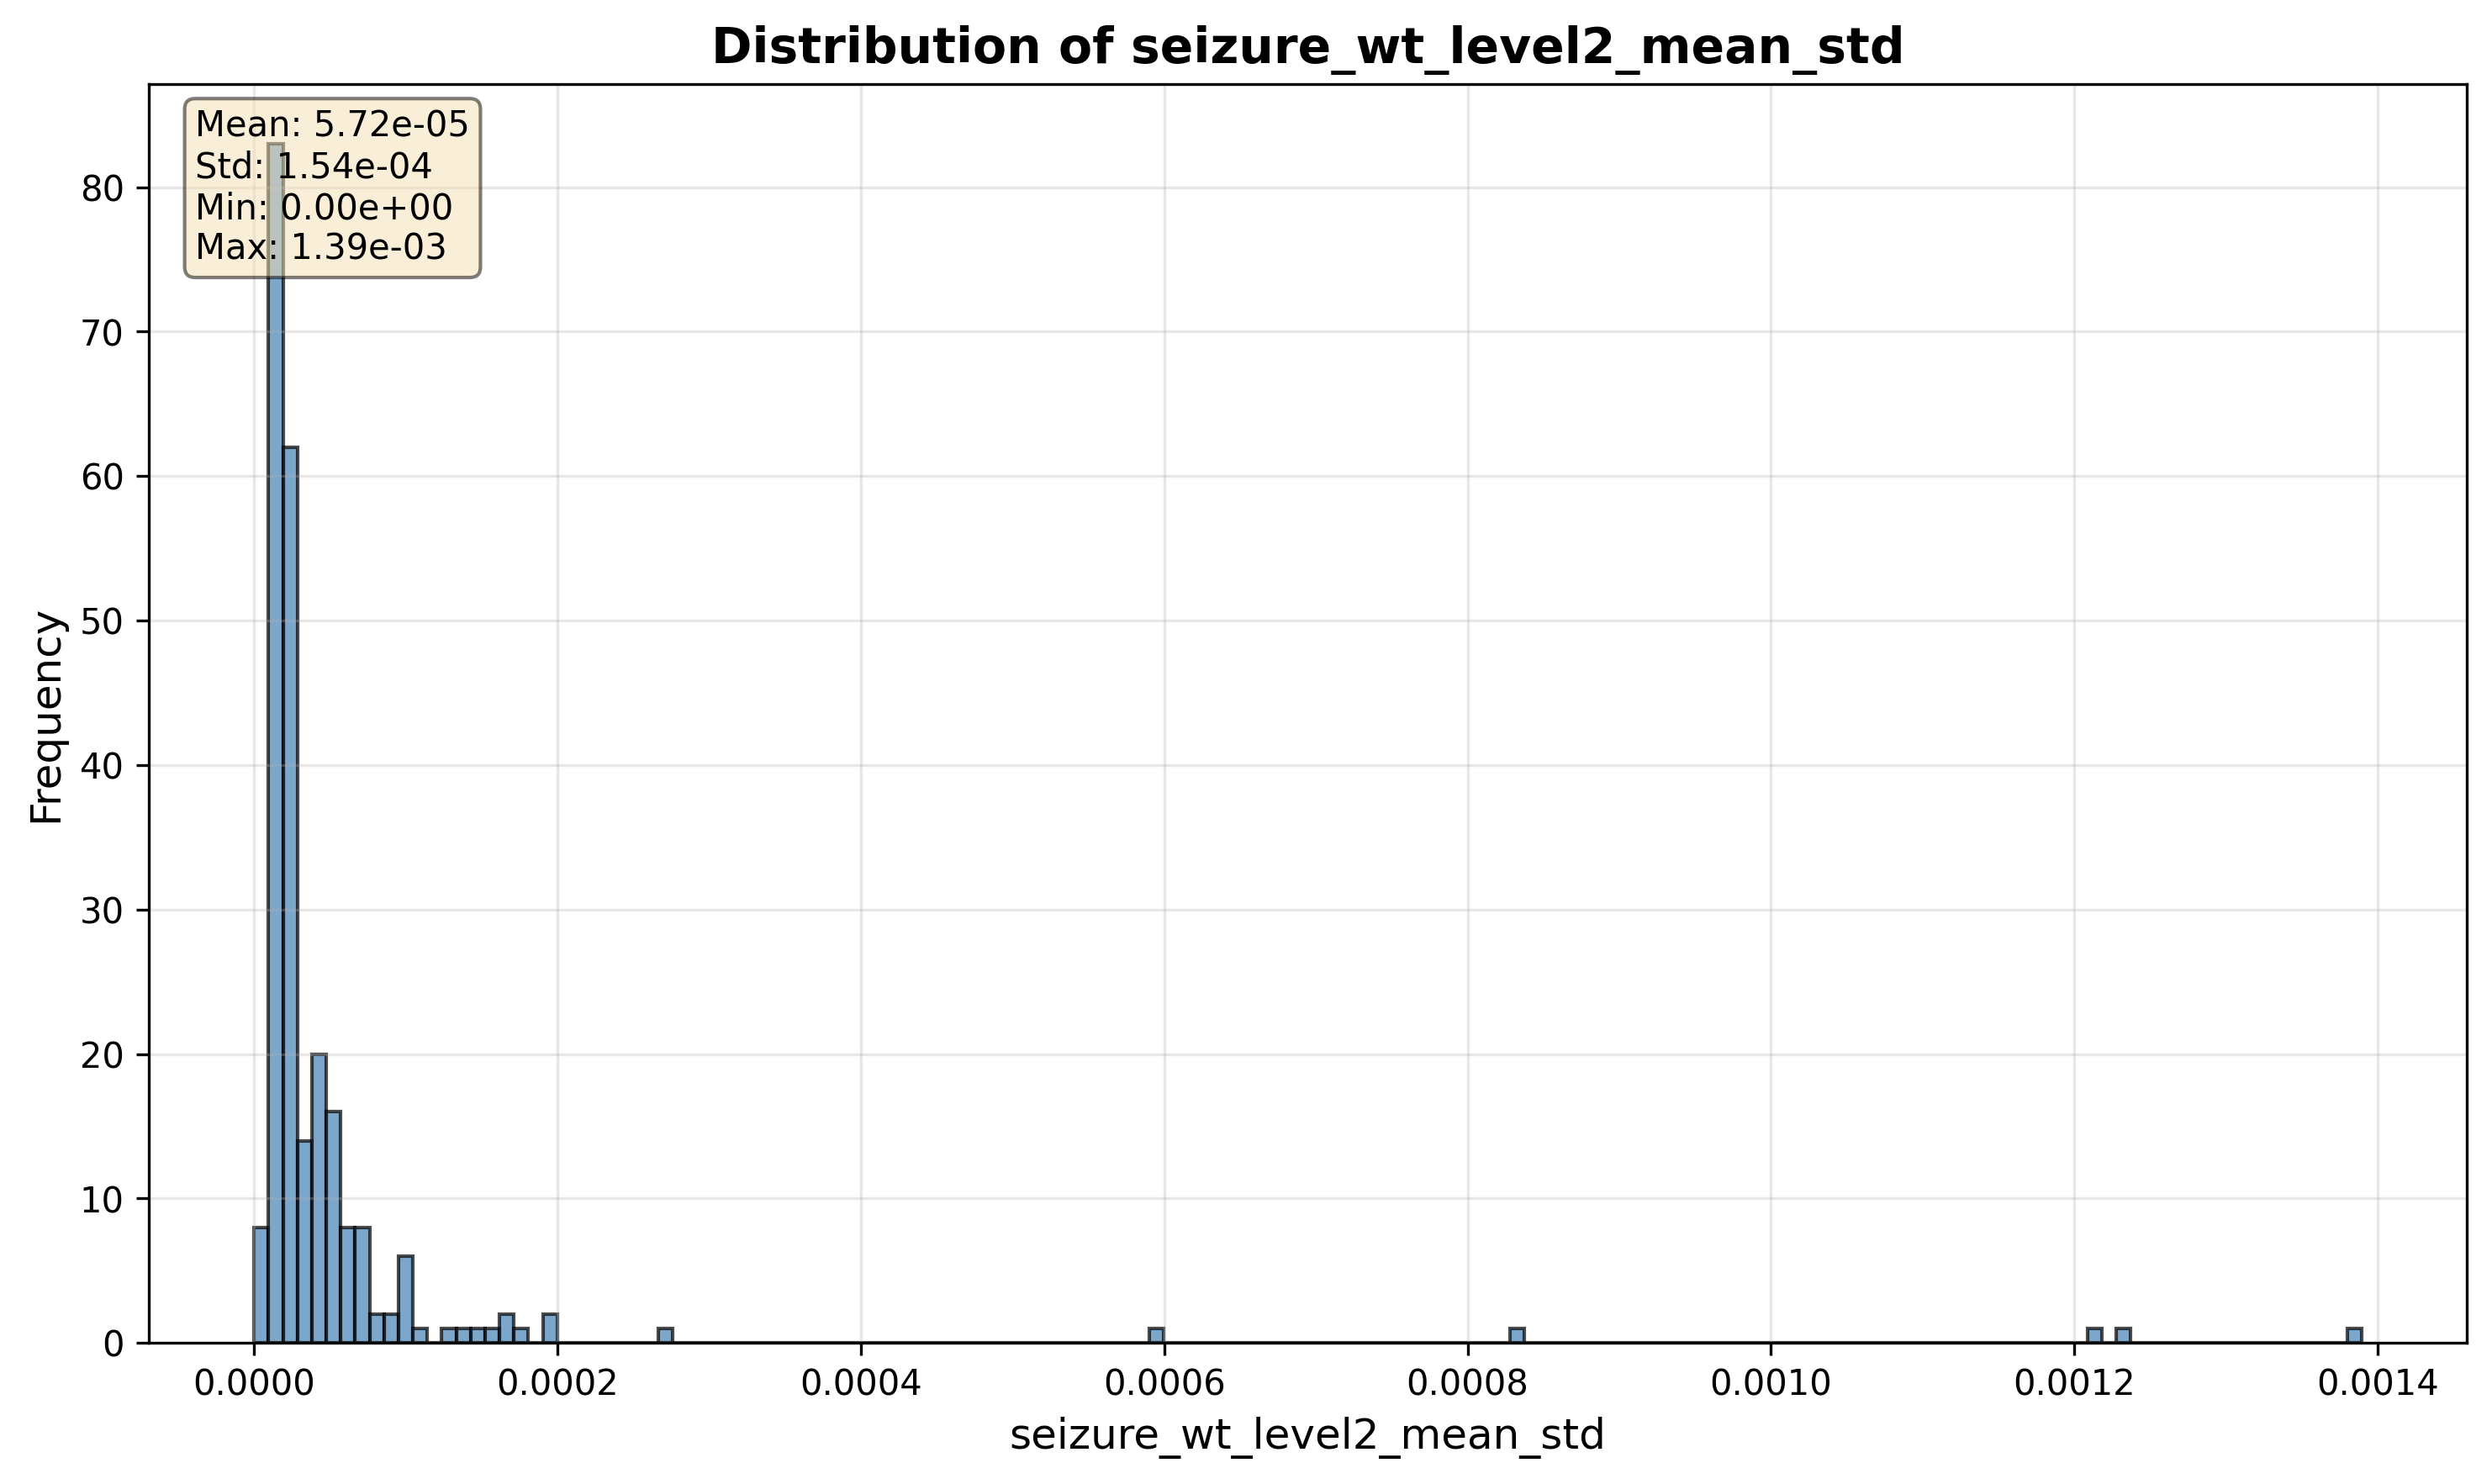 Distribution of seizure_wt_level2_mean_std
Mean: 5.72e-05
Std: 1.54e-04
Min: 0.00e+00
Max: 1.39e-03
80
70
60
50
40
30
20
10
0
Frequency
0.0000 0.0002 0.0004 0.0006 0.0008 0.0010 0.0012 0.0014
seizure_wt_level2_mean_std